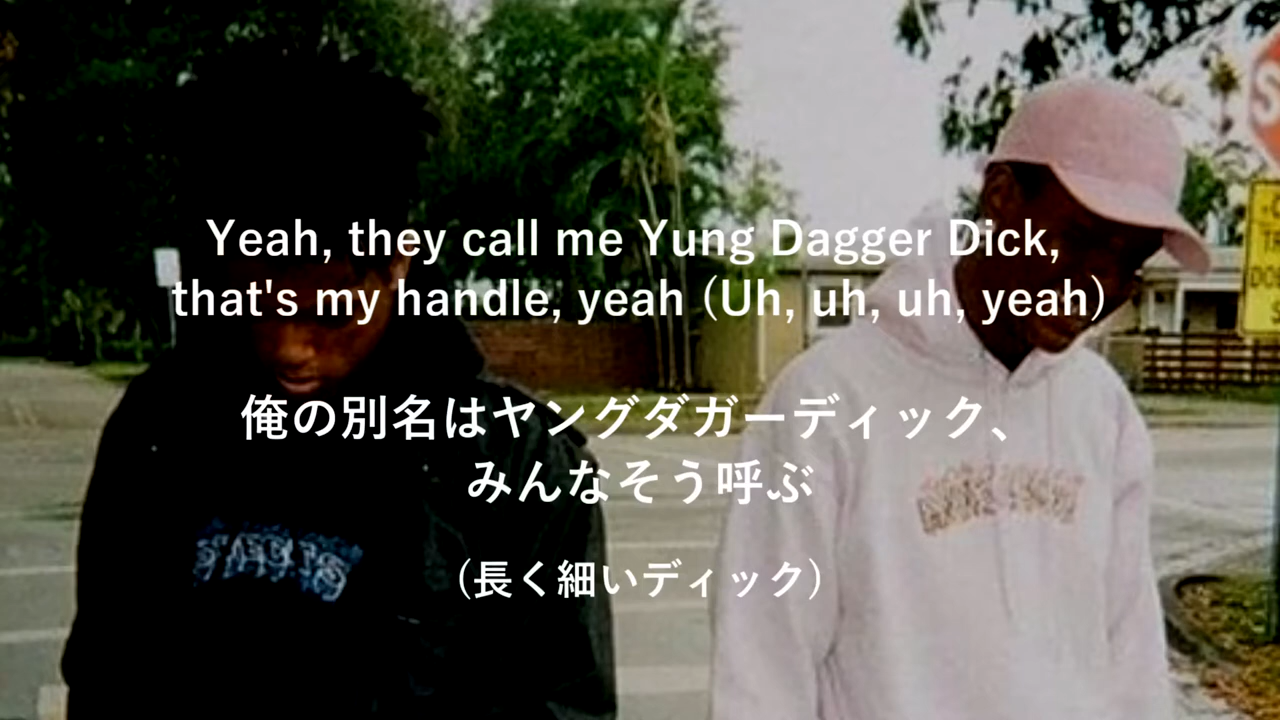 Yeah, they call me Yung Dagger Dick,
that's my handle, yeah (Uh, uh, uh, yeah)
俺の別名はヤングダガーディック、
みんなそう呼ぶ
(長く細いディック)